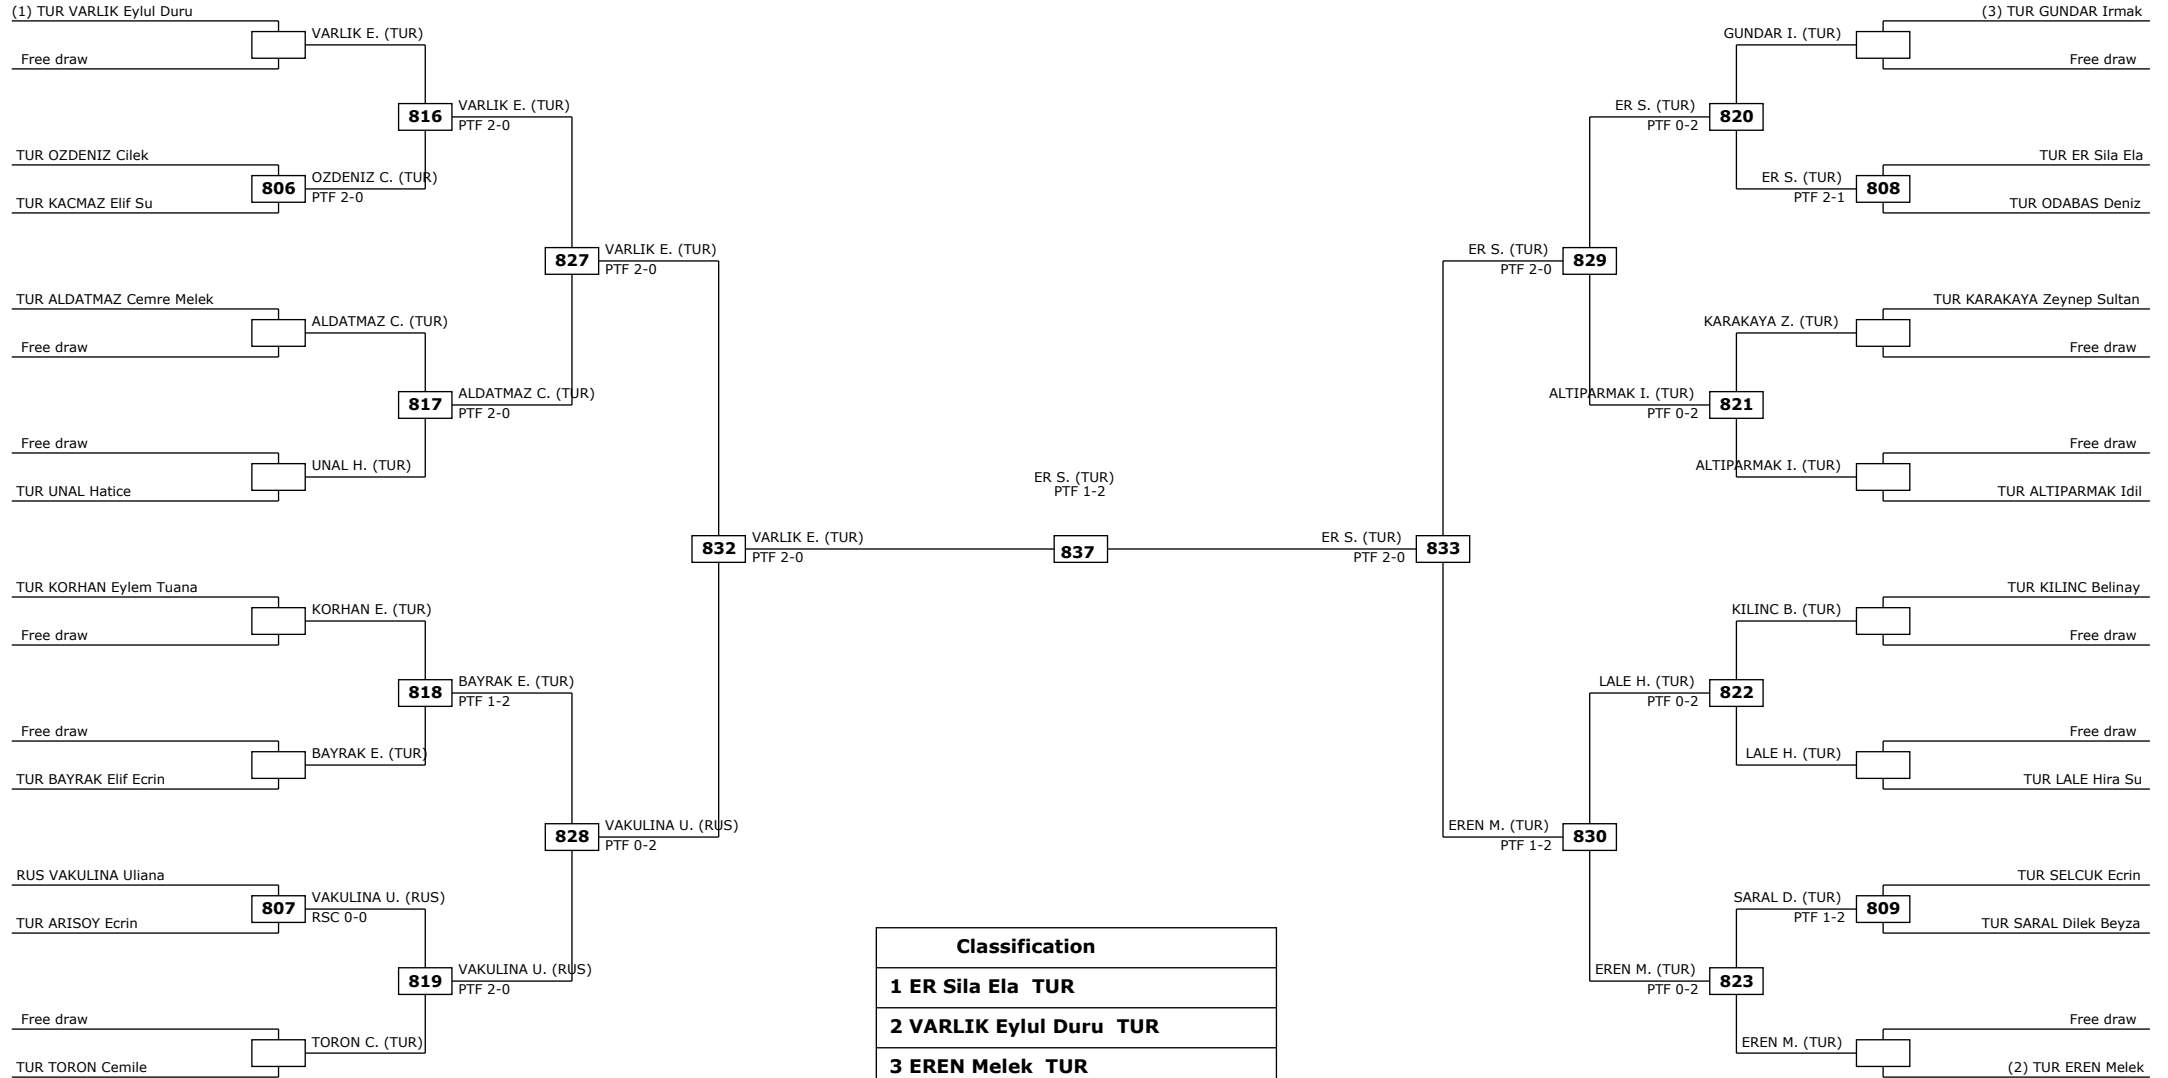 (1) TUR VARLIK Eylul Duru
VARLIK E. (TUR)
Free draw
816
VARLIK E. (TUR)
PTF 2-0
TUR OZDENIZ Cilek
806
OZDENIZ C. (TUR)
PTF 2-0
TUR KACMAZ Elif Su
827
VARLIK E. (TUR)
PTF 2-0
TUR ALDATMAZ Cemre Melek
ALDATMAZ C. (TUR)
Free draw
817
ALDATMAZ C. (TUR)
PTF 2-0
Free draw
UNAL H. (TUR)
TUR UNAL Hatice
832
VARLIK E. (TUR)
PTF 2-0
TUR KORHAN Eylem Tuana
KORHAN E. (TUR)
Free draw
818
BAYRAK E. (TUR)
PTF 1-2
Free draw
BAYRAK E. (TUR)
TUR BAYRAK Elif Ecrin
828
VAKULINA U. (RUS)
PTF 0-2
RUS VAKULINA Uliana
807
VAKULINA U. (RUS)
RSC 0-0
TUR ARISOY Ecrin
819
VAKULINA U. (RUS)
PTF 2-0
Free draw
TORON C. (TUR)
TUR TORON Cemile
ER S. (TUR)
PTF 1-2
837
Classification
1 ER Sila Ela TUR
2 VARLIK Eylul Duru TUR
3 EREN Melek TUR
(3) TUR GUNDAR Irmak
GUNDAR I. (TUR)
Free draw
ER S. (TUR)
PTF 0-2
820
TUR ER Sila Ela
ER S. (TUR)
PTF 2-1
808
TUR ODABAS Deniz
ER S. (TUR)
PTF 2-0
829
TUR KARAKAYA Zeynep Sultan
KARAKAYA Z. (TUR)
Free draw
ALTIPARMAK I. (TUR)
PTF 0-2
821
Free draw
ALTIPARMAK I. (TUR)
TUR ALTIPARMAK Idil
ER S. (TUR)
PTF 2-0
833
TUR KILINC Belinay
KILINC B. (TUR)
Free draw
LALE H. (TUR)
PTF 0-2
822
Free draw
LALE H. (TUR)
TUR LALE Hira Su
EREN M. (TUR)
PTF 1-2
830
TUR SELCUK Ecrin
SARAL D. (TUR)
PTF 1-2
809
TUR SARAL Dilek Beyza
EREN M. (TUR)
PTF 0-2
823
Free draw
EREN M. (TUR)
(2) TUR EREN Melek